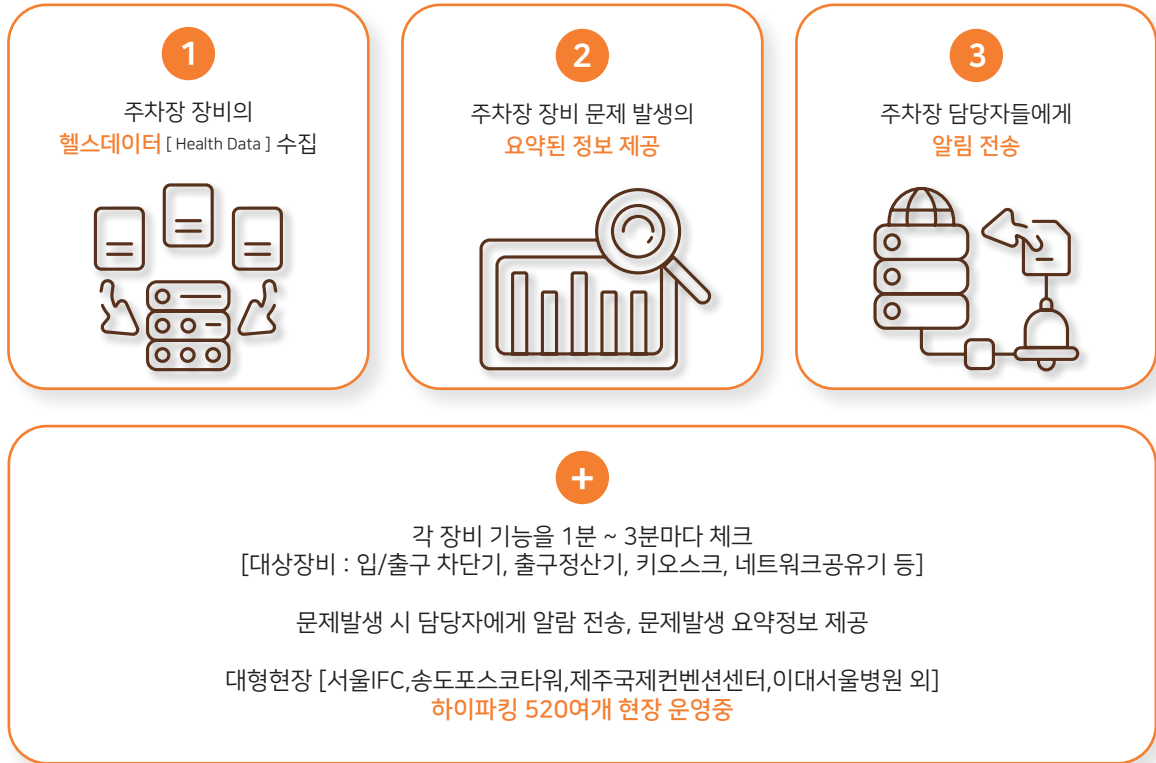 1
주차장 장비의
헬스데이터 [ Health Data ] 수집
2
주차장 장비 문제 발생의
요약된 정보 제공
3
주차장 담당자들에게
알림 전송
+
각 장비 기능을 1분 ~ 3분마다 체크
[대상장비 : 입/출구 차단기, 출구정산기, 키오스크, 네트워크공유기 등]
문제발생 시 담당자에게 알람 전송, 문제발생 요약정보 제공
대형현장 [서울IFC,송도포스코타워,제주국제컨벤션센터,이대서울병원 외]
하이파킹 520여개 현장 운영중